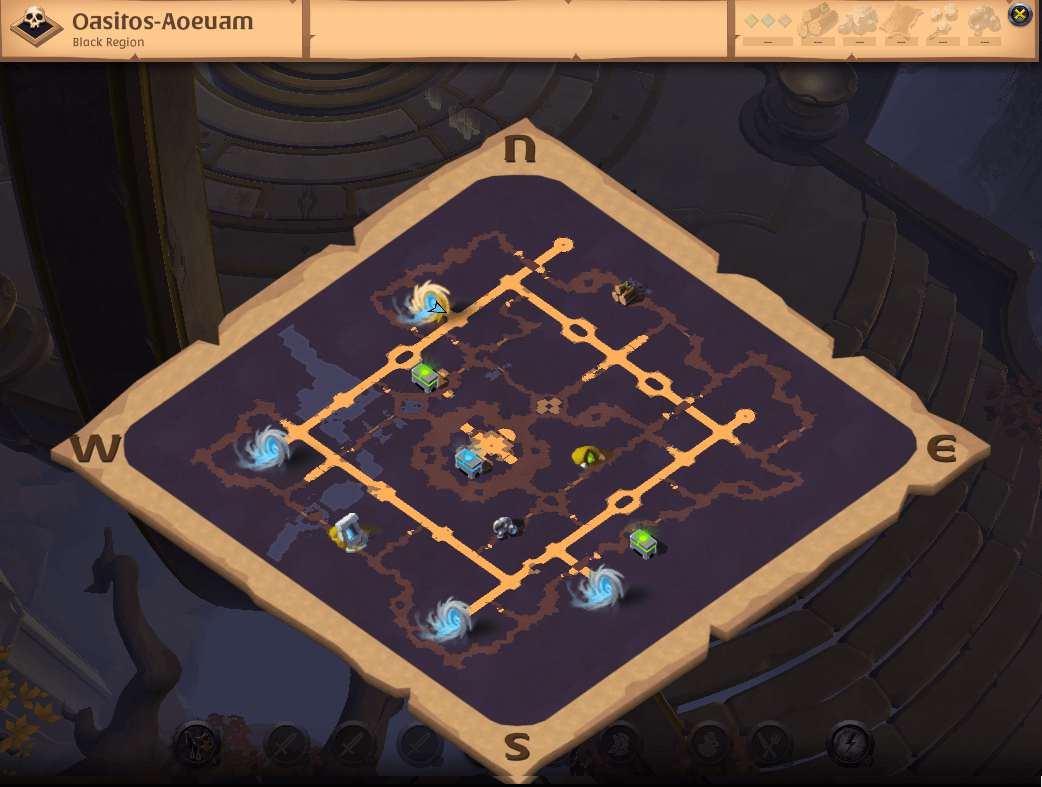 Oasitos-Aoeuam
Black Region
-- -- -- -- -- --
N
W E
S